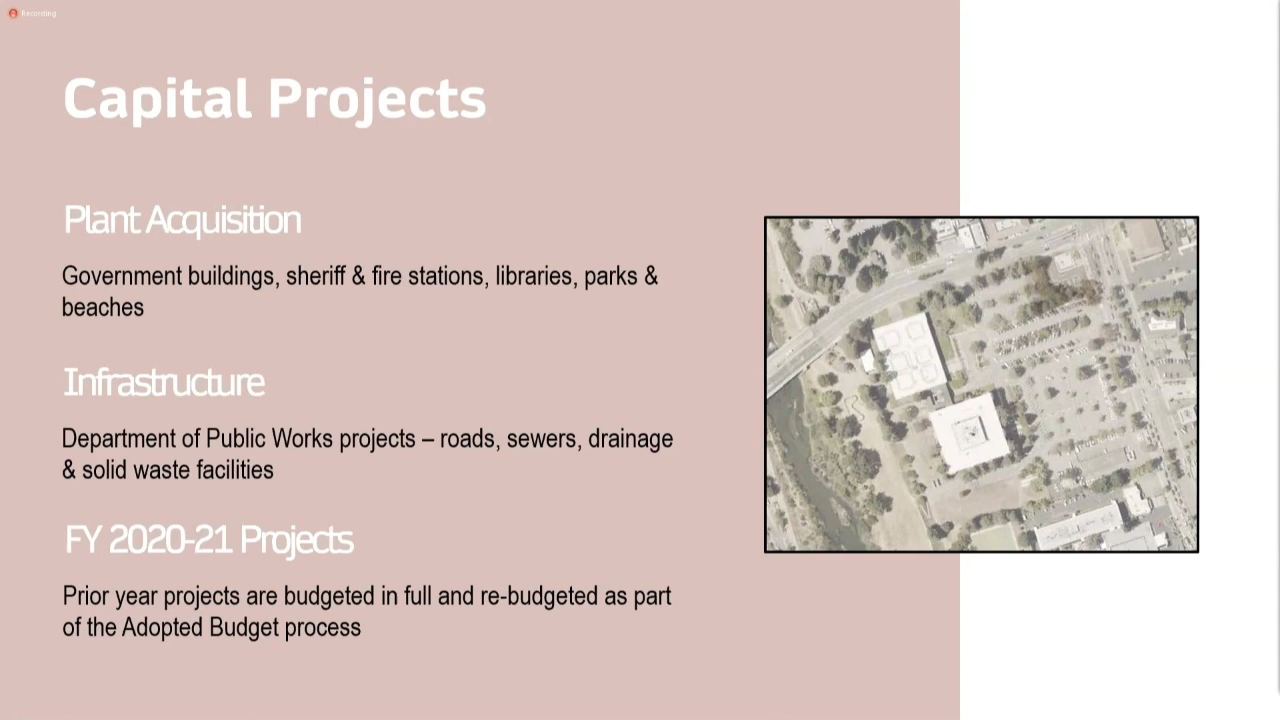 Recording
Capital Projects
Plant Acquisition
Government buildings, sheriff & fire stations, libraries, parks &
beaches
Infrastructure
Department of Public Works projects – roads, sewers, drainage
& solid waste facilities
FY 2020-21 Projects
Prior year projects are budgeted in full and re-budgeted as part
of the Adopted Budget process